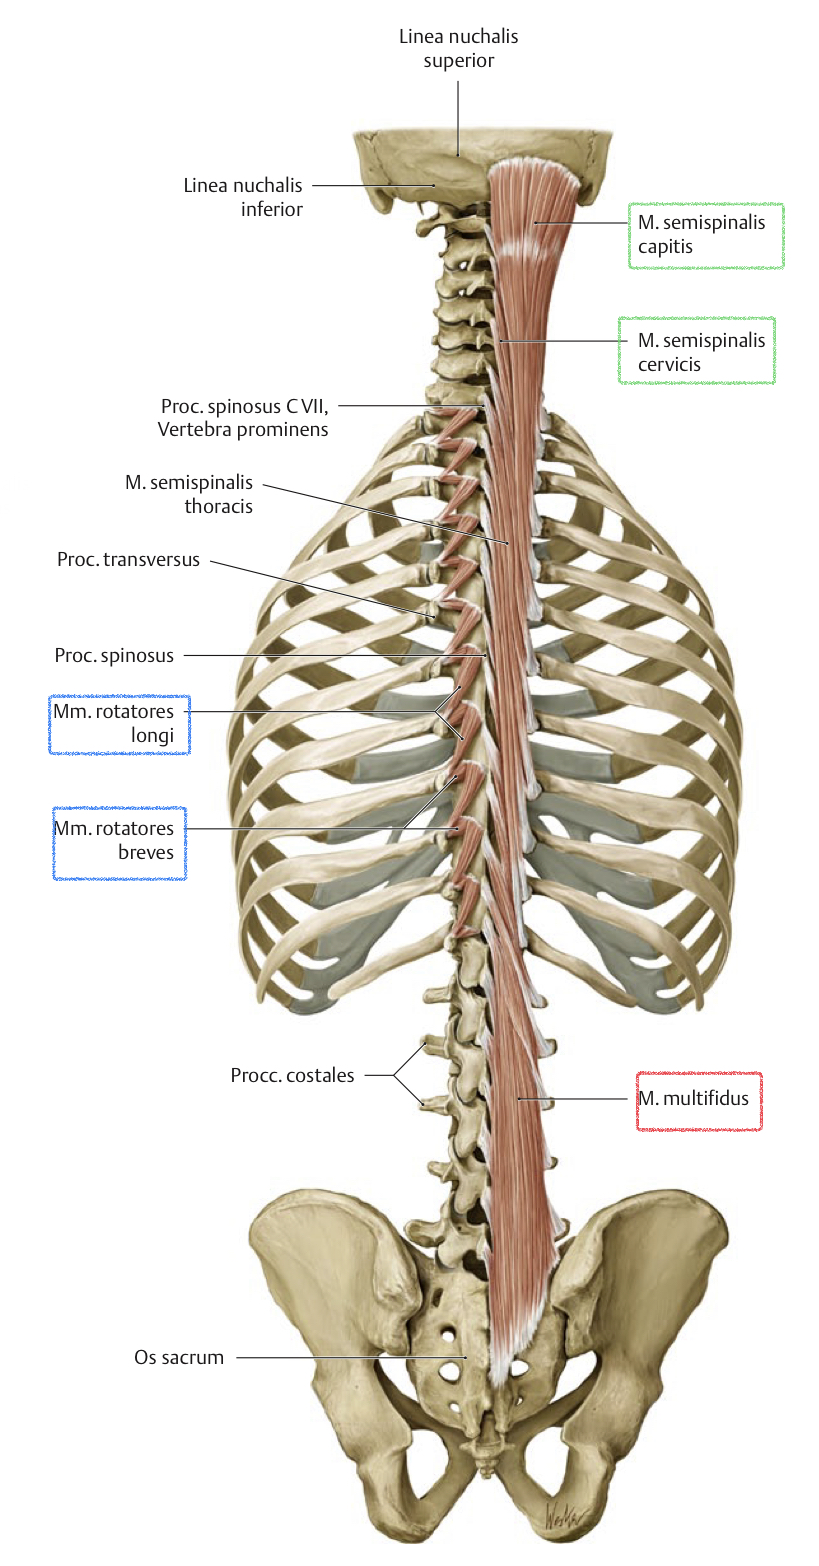 Linea nuchalis
superior
Linea nuchalis
inferior
M. semispinalis
capitis
M. semispinalis
cervicis
Proc. spinosus C VII,
Vertebra prominens
M. semispinalis
thoracis
Proc. transversus
Proc. spinosus
Mm. rotatores
longi
Mm. rotatores
breves
Procc. costales
M. multifidus
Os sacrum